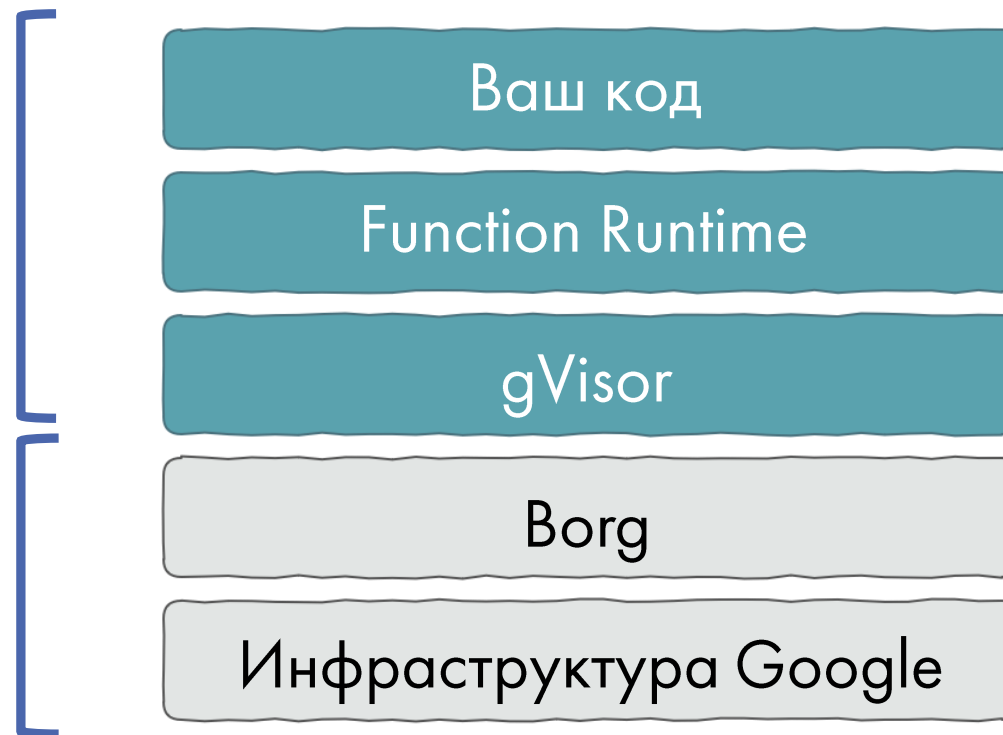 Ваш код
Function Runtime
gVisor
Borg
Инфраструктура Google